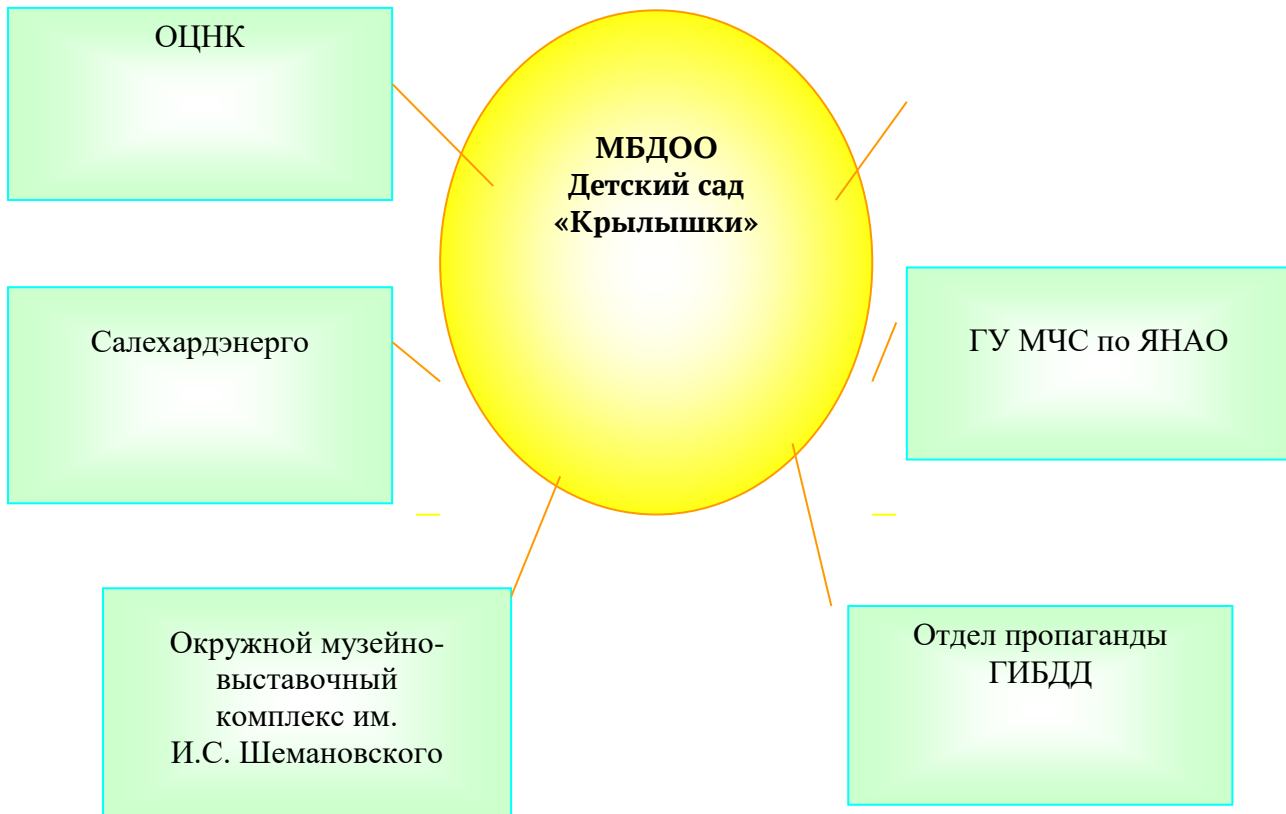 ОЦНК
МБДОО
Детский сад
«Крылышки»
Салехардэнерго
ГУ МЧС по ЯНАО
Окружной музейно-
выставочный
комплекс им.
И.С. Шемановского
Отдел пропаганды
ГИБДД